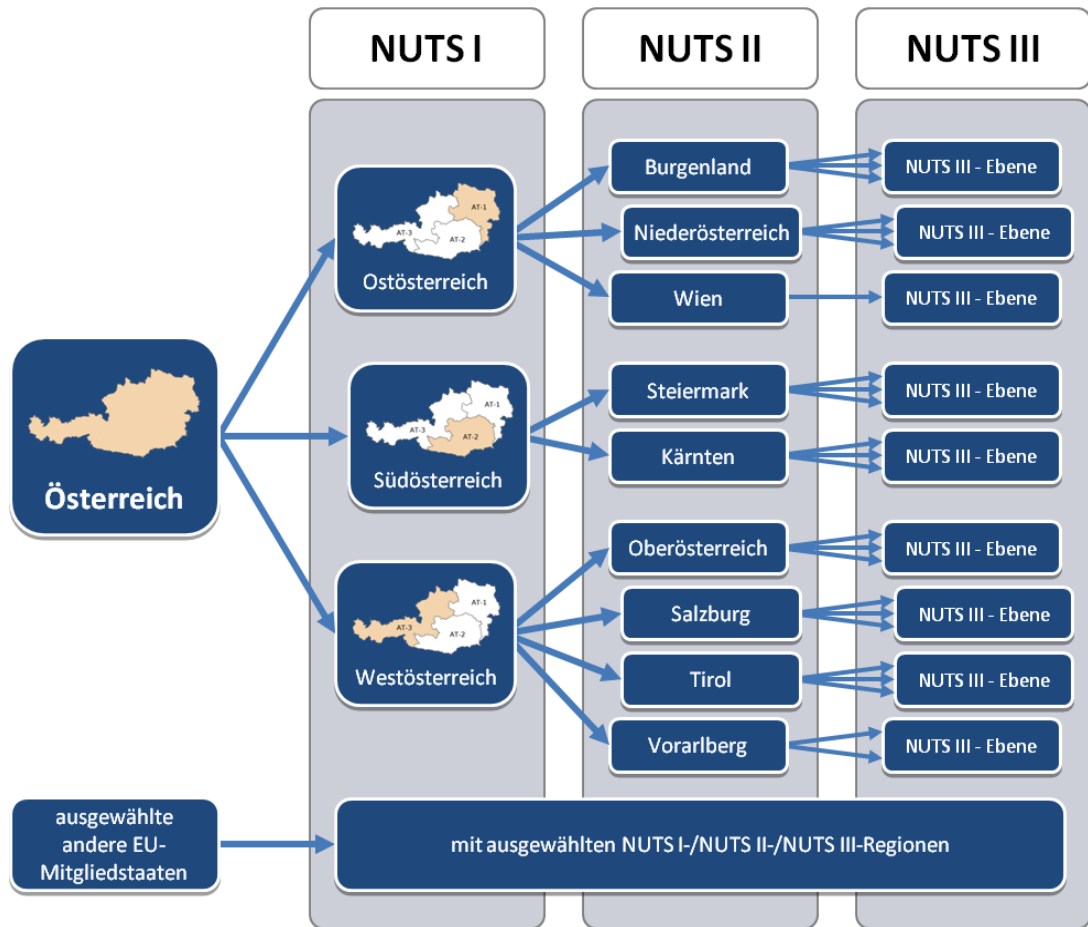 NUTS I
NUTS II
NUTS III
Österreich
AT-1
AT-3
AT-2
Ostösterreich
AT-1
AT-3
AT-2
Südösterreich
AT-1
AT-3
AT-2
Westösterreich
Burgenland
NUTS III - Ebene
Niederösterreich
NUTS III - Ebene
Wien
NUTS III - Ebene
Steiermark
NUTS III - Ebene
Kärnten
NUTS III - Ebene
Oberösterreich
NUTS III - Ebene
Salzburg
NUTS III - Ebene
Tirol
NUTS III - Ebene
Vorarlberg
NUTS III - Ebene
ausgewählte
andere EU-
Mitgliedstaaten
mit ausgewählten NUTS I-/NUTS II-/NUTS III-Regionen